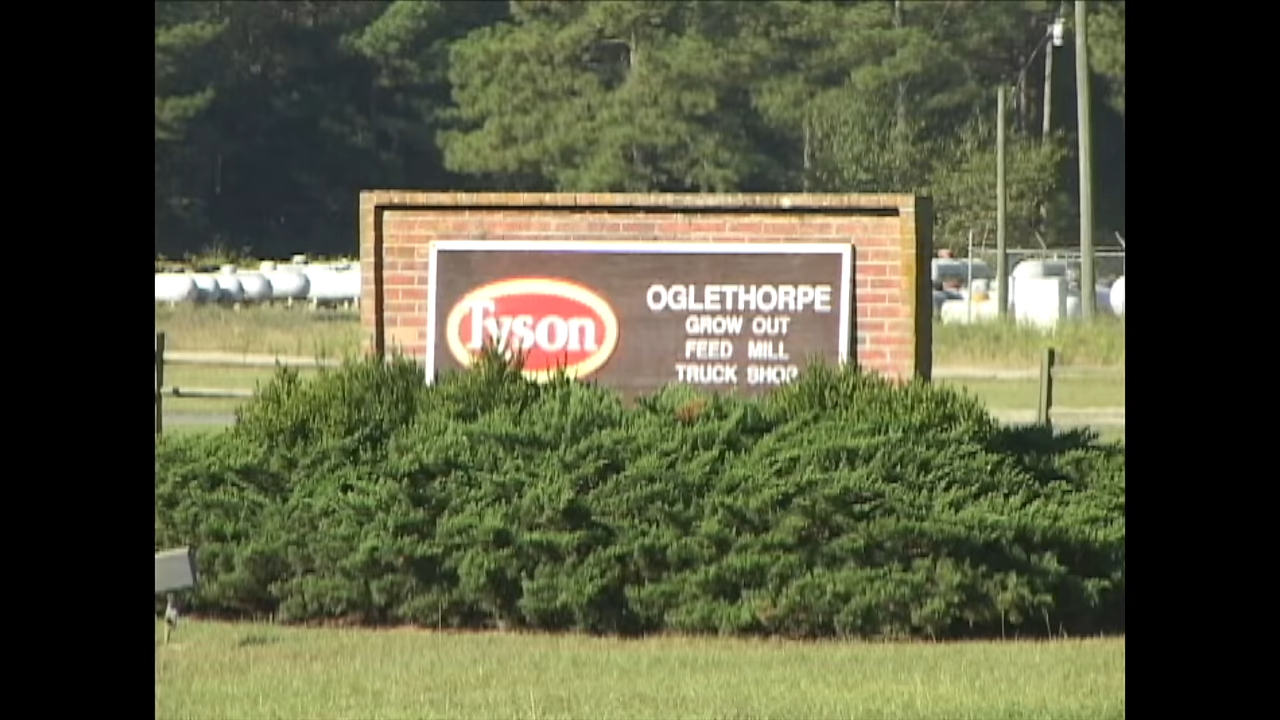 Tyson
OGLETHORPE
GROW OUT
FEED MILL
TRUCK SHOP